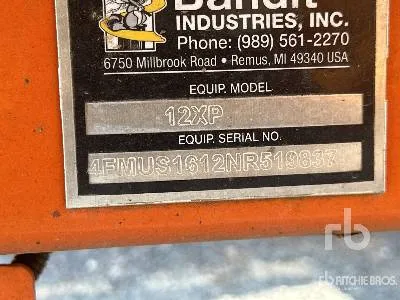 Bandit
INDUSTRIES, INC.
Phone: (989) 561-2270
6750 Millbrook Road • Remus, MI 49340 USA
EQUIP. MODEL
12XP
EQUIP. SERIAL NO.
4FMUS1612NR519837
rb
RITCHIE BROS.